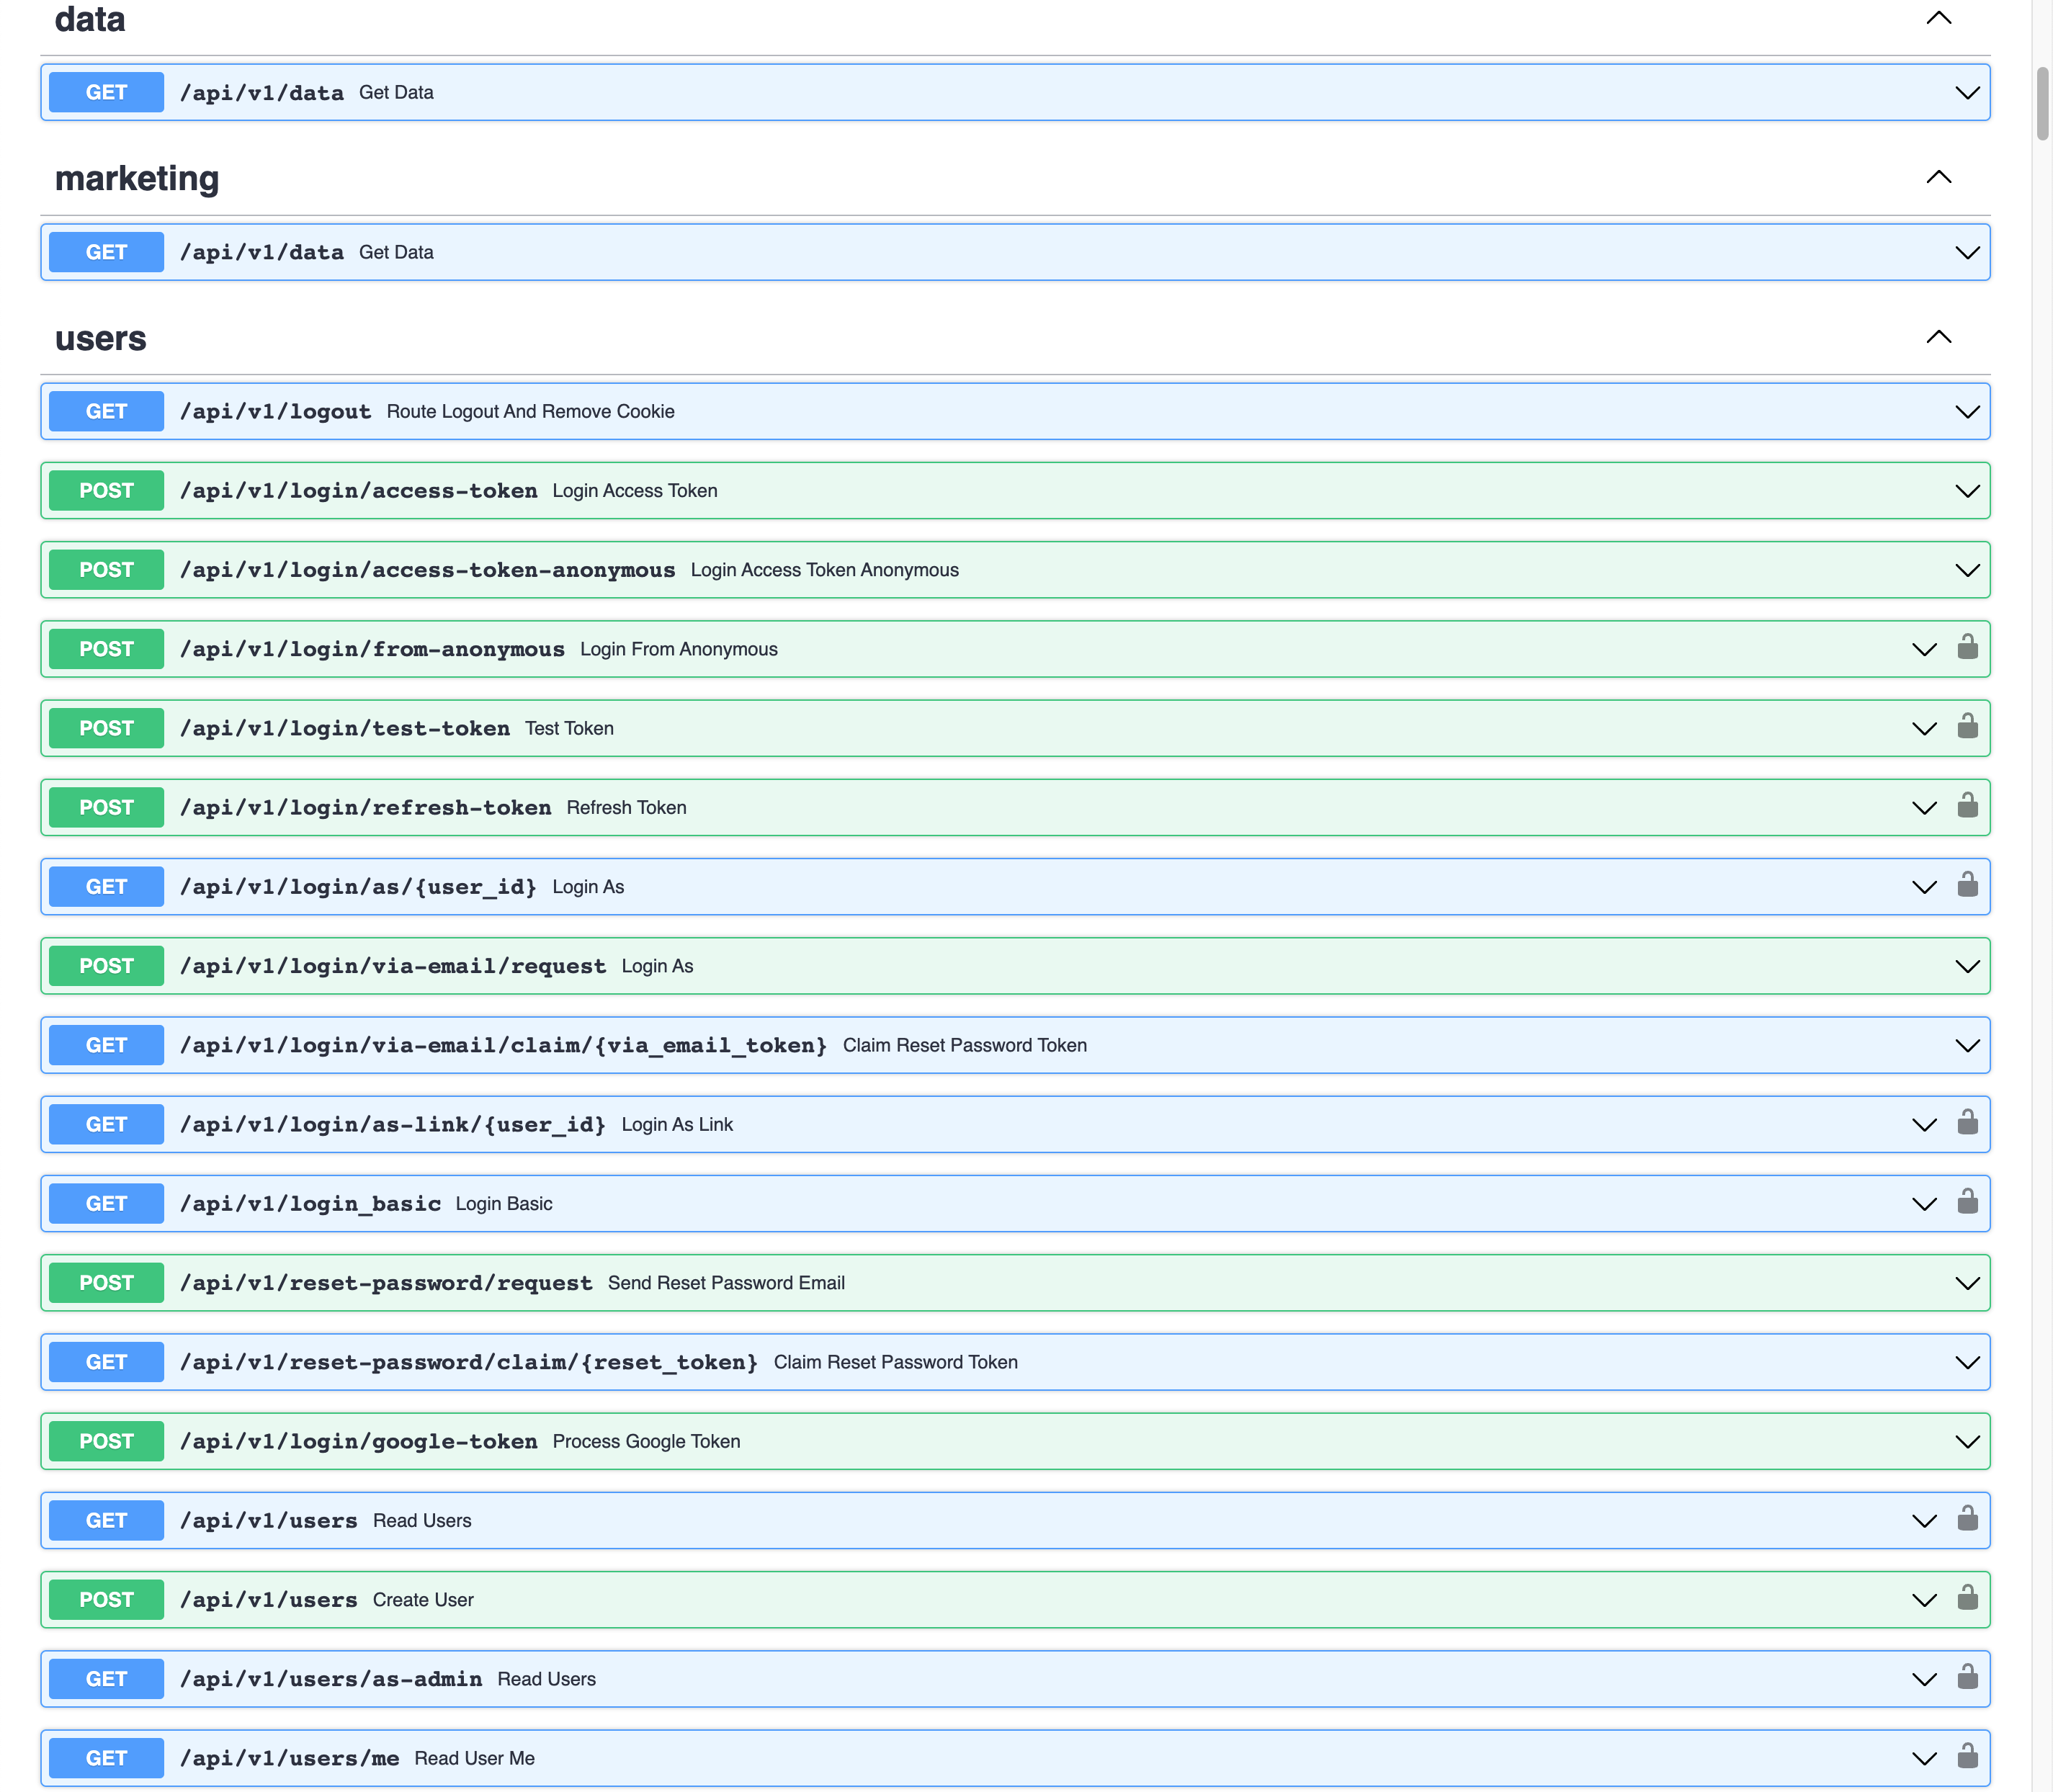 data
GET /api/v1/data Get Data
marketing
GET /api/v1/data Get Data
users
GET /api/v1/logout Route Logout And Remove Cookie
POST /api/v1/login/access-token Login Access Token
POST /api/v1/login/access-token-anonymous Login Access Token Anonymous
POST /api/v1/login/from-anonymous Login From Anonymous
POST /api/v1/login/test-token Test Token
POST /api/v1/login/refresh-token Refresh Token
GET /api/v1/login/as/{user_id} Login As
POST /api/v1/login/via-email/request Login As
GET /api/v1/login/via-email/claim/{via_email_token} Claim Reset Password Token
GET /api/v1/login/as-link/{user_id} Login As Link
GET /api/v1/login_basic Login Basic
POST /api/v1/reset-password/request Send Reset Password Email
GET /api/v1/reset-password/claim/{reset_token} Claim Reset Password Token
POST /api/v1/login/google-token Process Google Token
GET /api/v1/users Read Users
POST /api/v1/users Create User
GET /api/v1/users/as-admin Read Users
GET /api/v1/users/me Read User Me